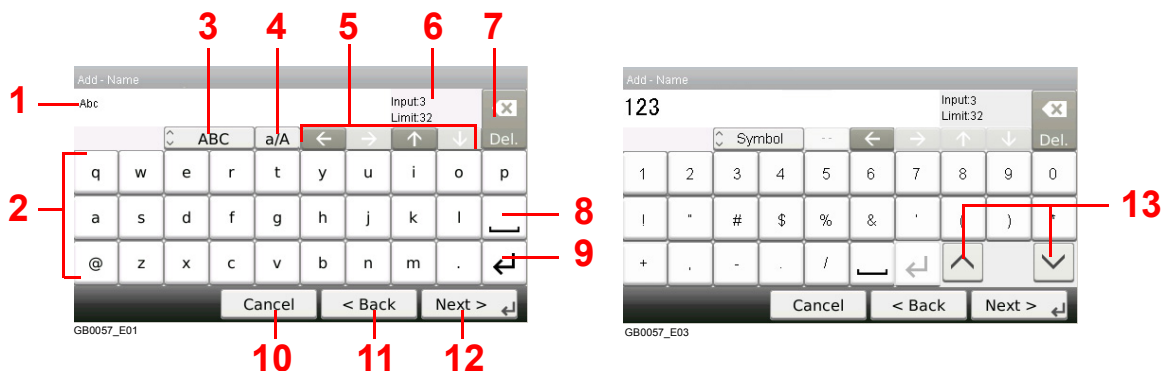 3 4 5 6 7
Add - Name
1 Abc Input:3
Limit:32
ABC a/A ← → ↑ ↓ Del.
2
q w e r t y u i o p
a s d f g h j k l 8
@ z x c v b n m . 9
Cancel < Back Next >
GB0057_E01
10 11 12
Add - Name
123 Input:3
Limit:32
Symbol -- ← → ↑ ↓ Del.
1 2 3 4 5 6 7 8 9 0
! " # $ % & ' ( ) * 13
+ , - . /
Cancel < Back Next >
GB0057_E03